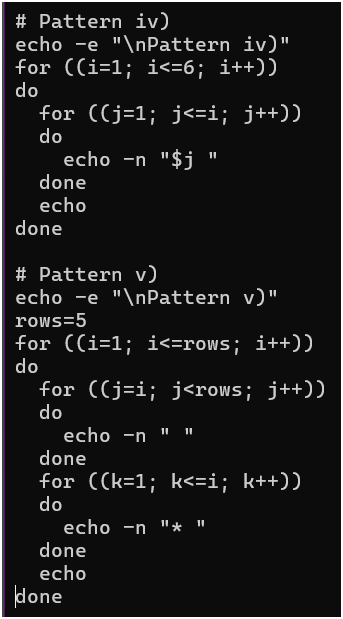 # Pattern iv)
echo -e "\nPattern iv)"
for ((i=1; i<=6; i++))
do
  for ((j=1; j<=i; j++))
  do
    echo -n "$j "
  done
  echo
done

# Pattern v)
echo -e "\nPattern v)"
rows=5
for ((i=1; i<=rows; i++))
do
  for ((j=i; j<rows; j++))
  do
    echo -n " "
  done
  for ((k=1; k<=i; k++))
  do
    echo -n "* "
  done
  echo
done